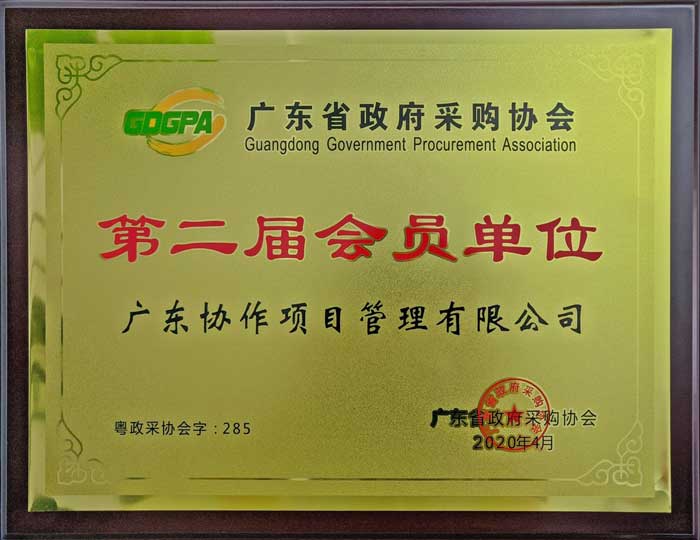 GDGPA
广东省政府采购协会
Guangdong Government Procurement Association
第二届会员单位
广东协作项目管理有限公司
粤政采协会字：285
广东省政府采购协会
2020年4月